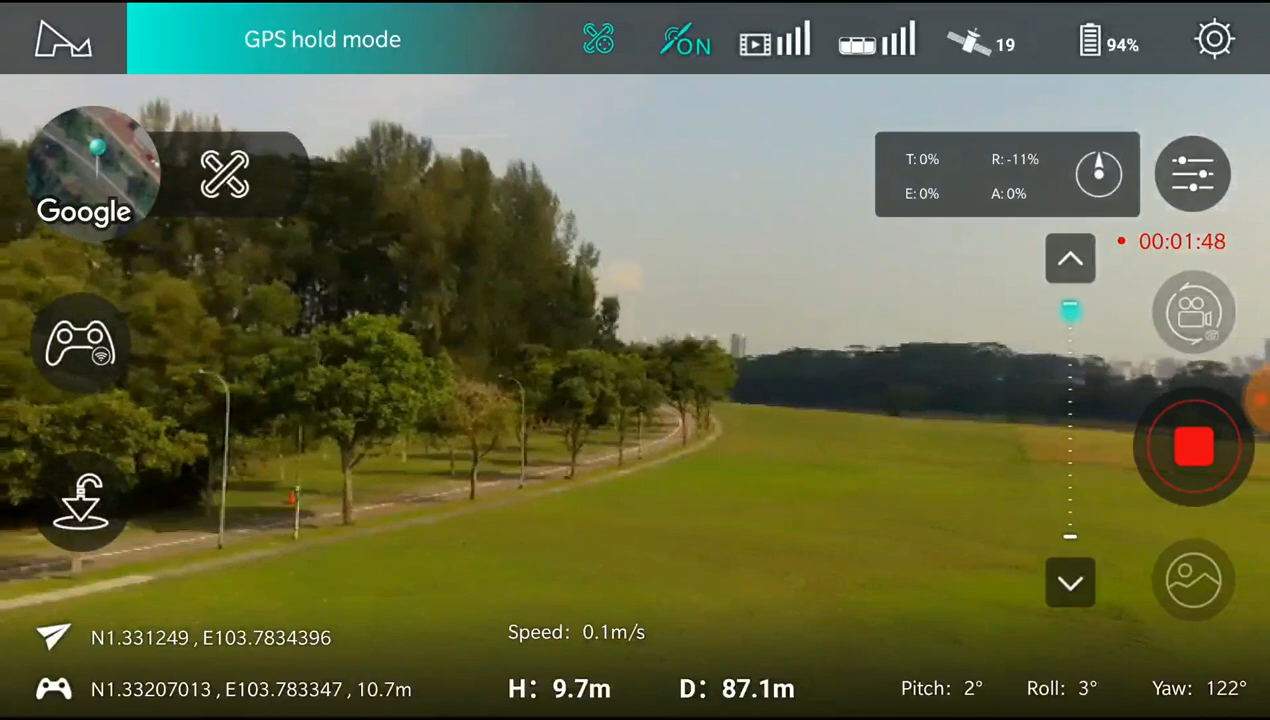 GPS hold mode
ON
19
94%
Google
T: 0% R: -11%
E: 0% A: 0%
00:01:48
N1.331249 , E103.7834396
Speed: 0.1m/s
N1.33207013 , E103.783347 , 10.7m
H: 9.7m
D: 87.1m
Pitch: 2°
Roll: 3°
Yaw: 122°